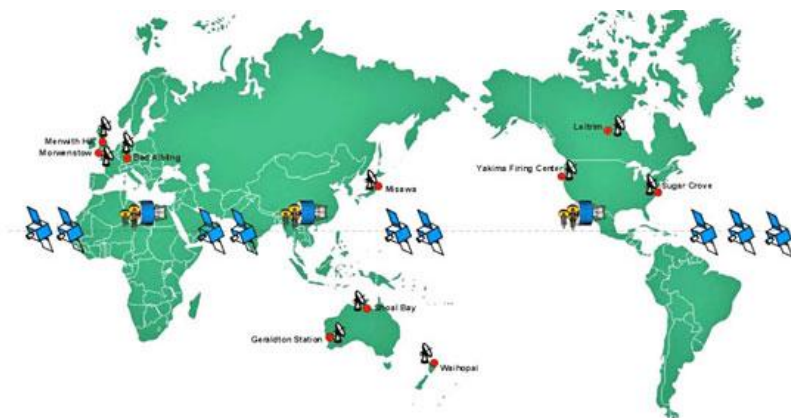 Leitrim
Menwith Hill
Morwenstow
Bad Aibling
Yakima Firing Center
Misawa
Sugar Grove
Shoal Bay
Geraldton Station
Waihopai